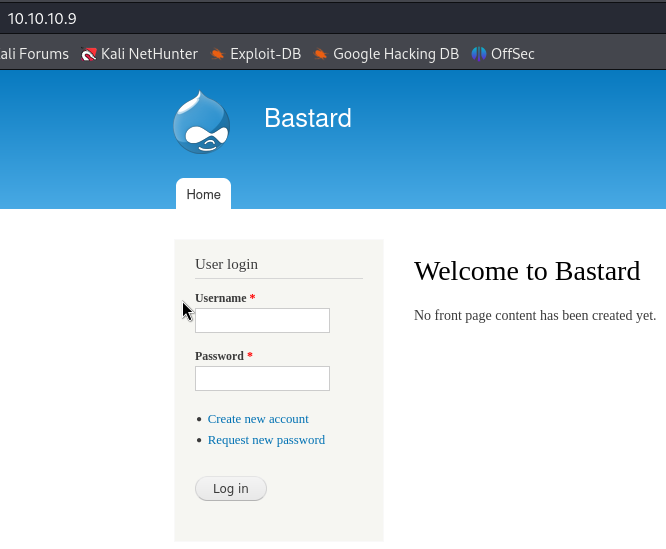 10.10.10.9
ali Forums Kali NetHunter Exploit-DB Google Hacking DB OffSec
Bastard
Home
User login
Username *
Password *
Create new account
Request new password
Log in
Welcome to Bastard
No front page content has been created yet.